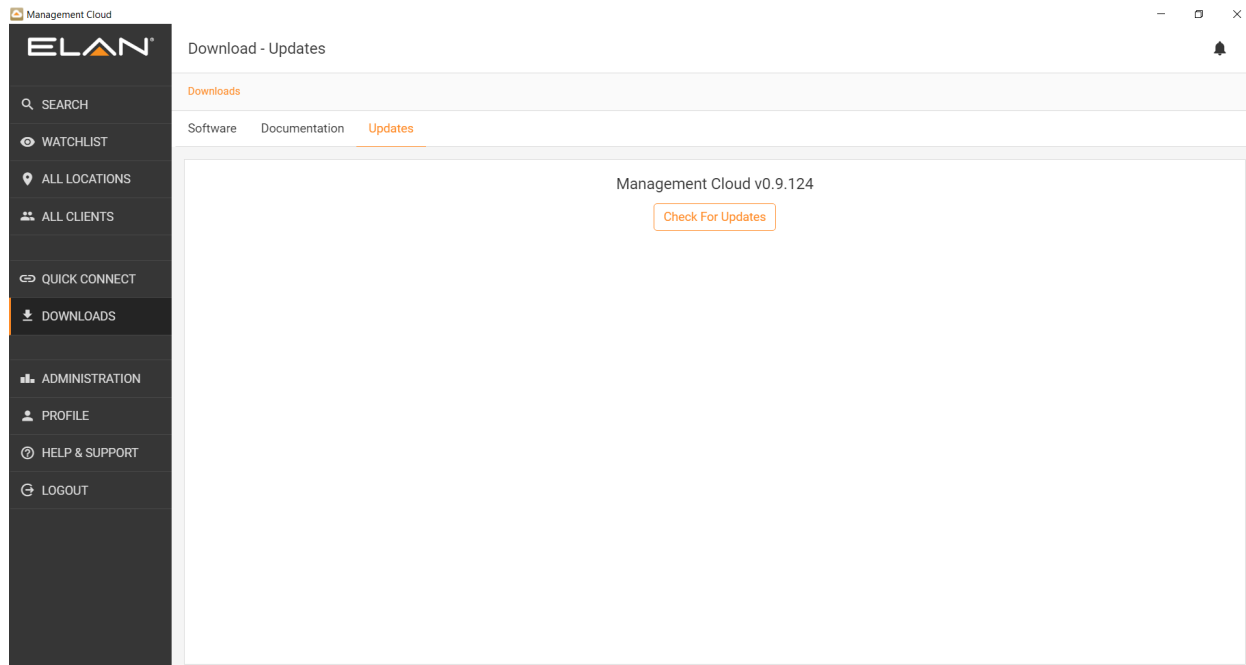 Management Cloud
ELAN®
Download - Updates
SEARCH
WATCHLIST
ALL LOCATIONS
ALL CLIENTS
QUICK CONNECT
DOWNLOADS
ADMINISTRATION
PROFILE
HELP & SUPPORT
LOGOUT
Downloads
Software Documentation Updates
Management Cloud v0.9.124
Check For Updates